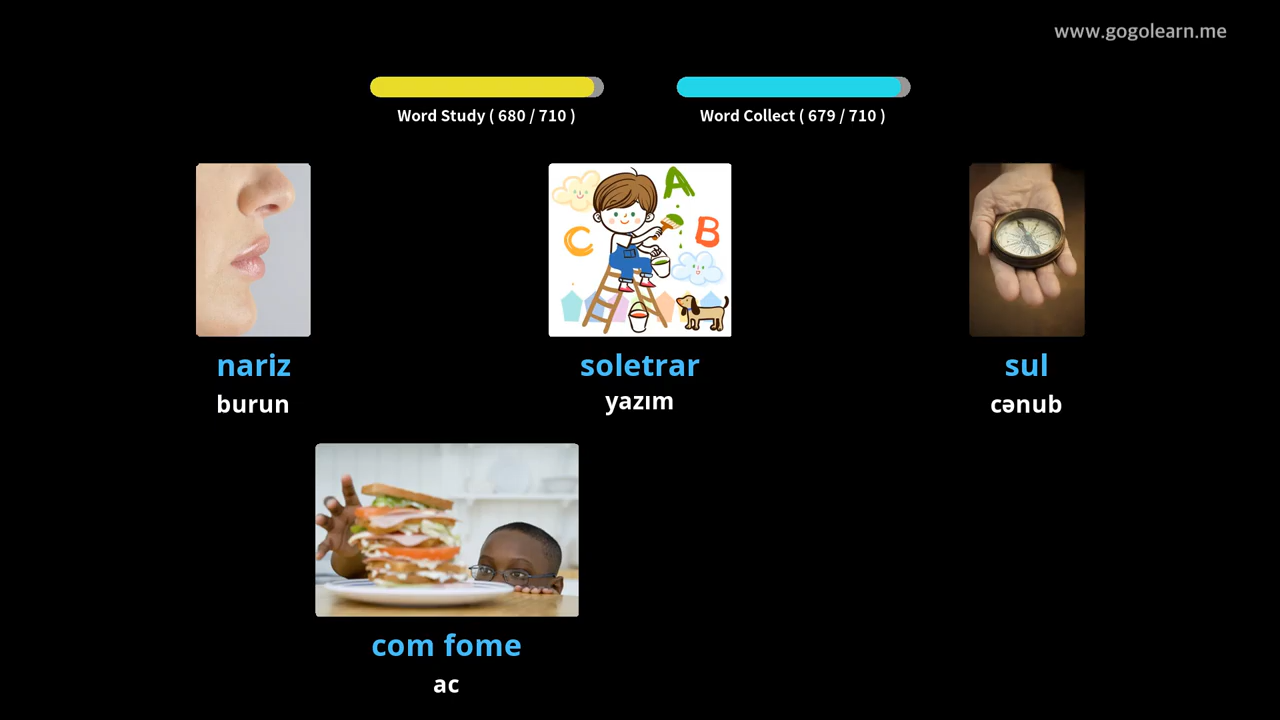 www.gogolearn.me
Word Study ( 680 / 710 )
Word Collect ( 679 / 710 )
A
B
C
nariz
burun
soletrar
yazım
sul
cənub
com fome
ac